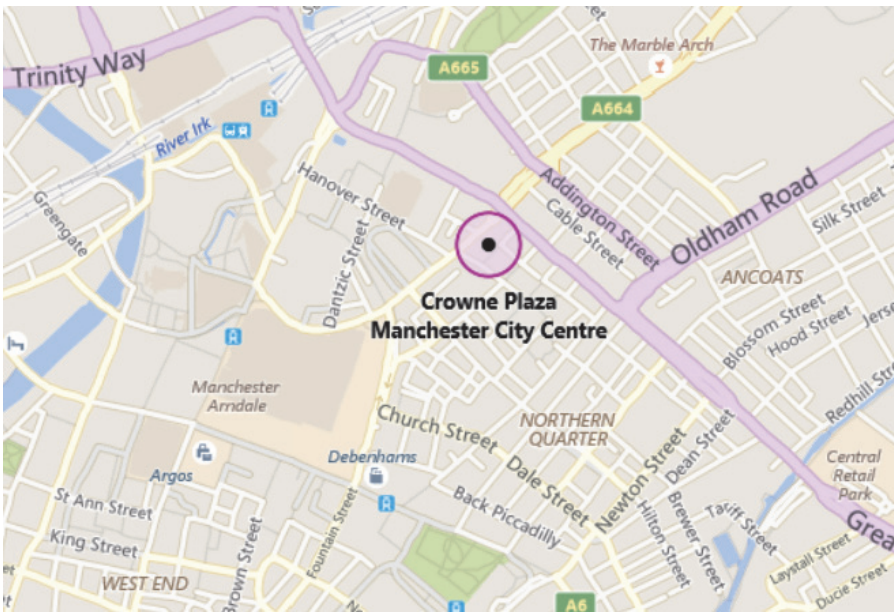 Trinity Way
A665
The Marble Arch
A664
River Irk
Greengate
Hanover Street
Dantzic Street
Addington Street
Cable Street
Oldham Road
Silk Street
ANCOATS
Crowne Plaza
Manchester City Centre
Blossom Street
Hood Street
Jerse
Redhill Stre
Manchester
Arndale
Church Street
NORTHERN
QUARTER
Dale Street
Newton Street
Dean Street
Central
Retail
Park
Argos
Debenhams
Back Piccadilly
Brewer Street
Hilton Street
Tariff Street
Grea
St Ann Street
King Street
Brown Street
Fountain Street
WEST END
A6
Laystall Street
Ducie Street